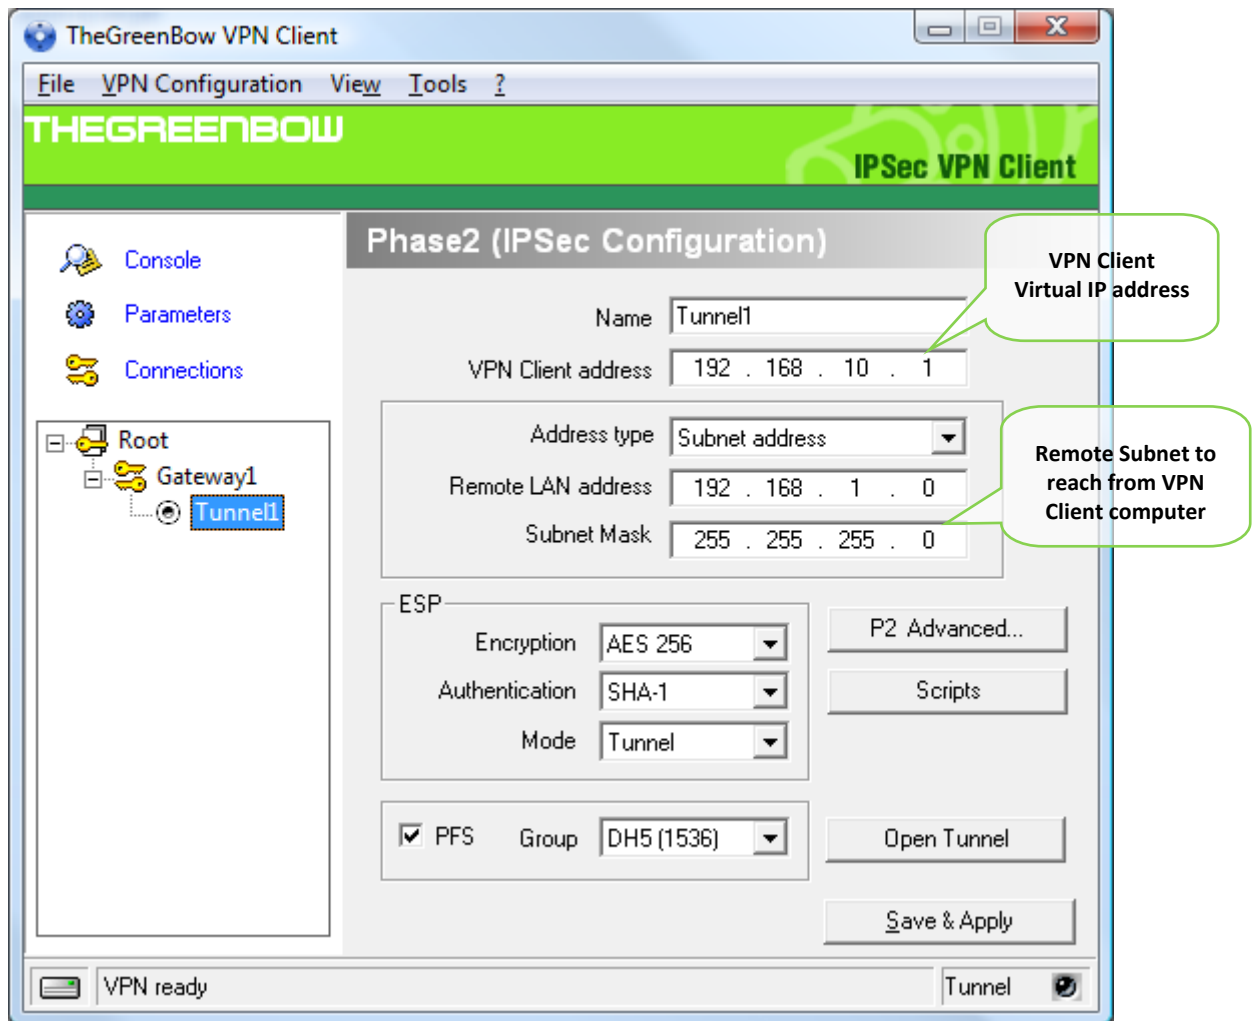 TheGreenBow VPN Client
File VPN Configuration View Tools ?
THEGREENBOW
IPSec VPN Client
Console
Parameters
Connections
Root
Gateway1
Tunnel1
Phase2 (IPSec Configuration)
VPN Client
Virtual IP address
Name Tunnel1
VPN Client address 192 . 168 . 10 . 1
Address type Subnet address
Remote LAN address 192 . 168 . 1 . 0
Subnet Mask 255 . 255 . 255 . 0
Remote Subnet to
reach from VPN
Client computer
ESP
Encryption AES 256
Authentication SHA-1
Mode Tunnel
P2 Advanced...
Scripts
PFS Group DH5 (1536)
Open Tunnel
Save & Apply
VPN ready Tunnel